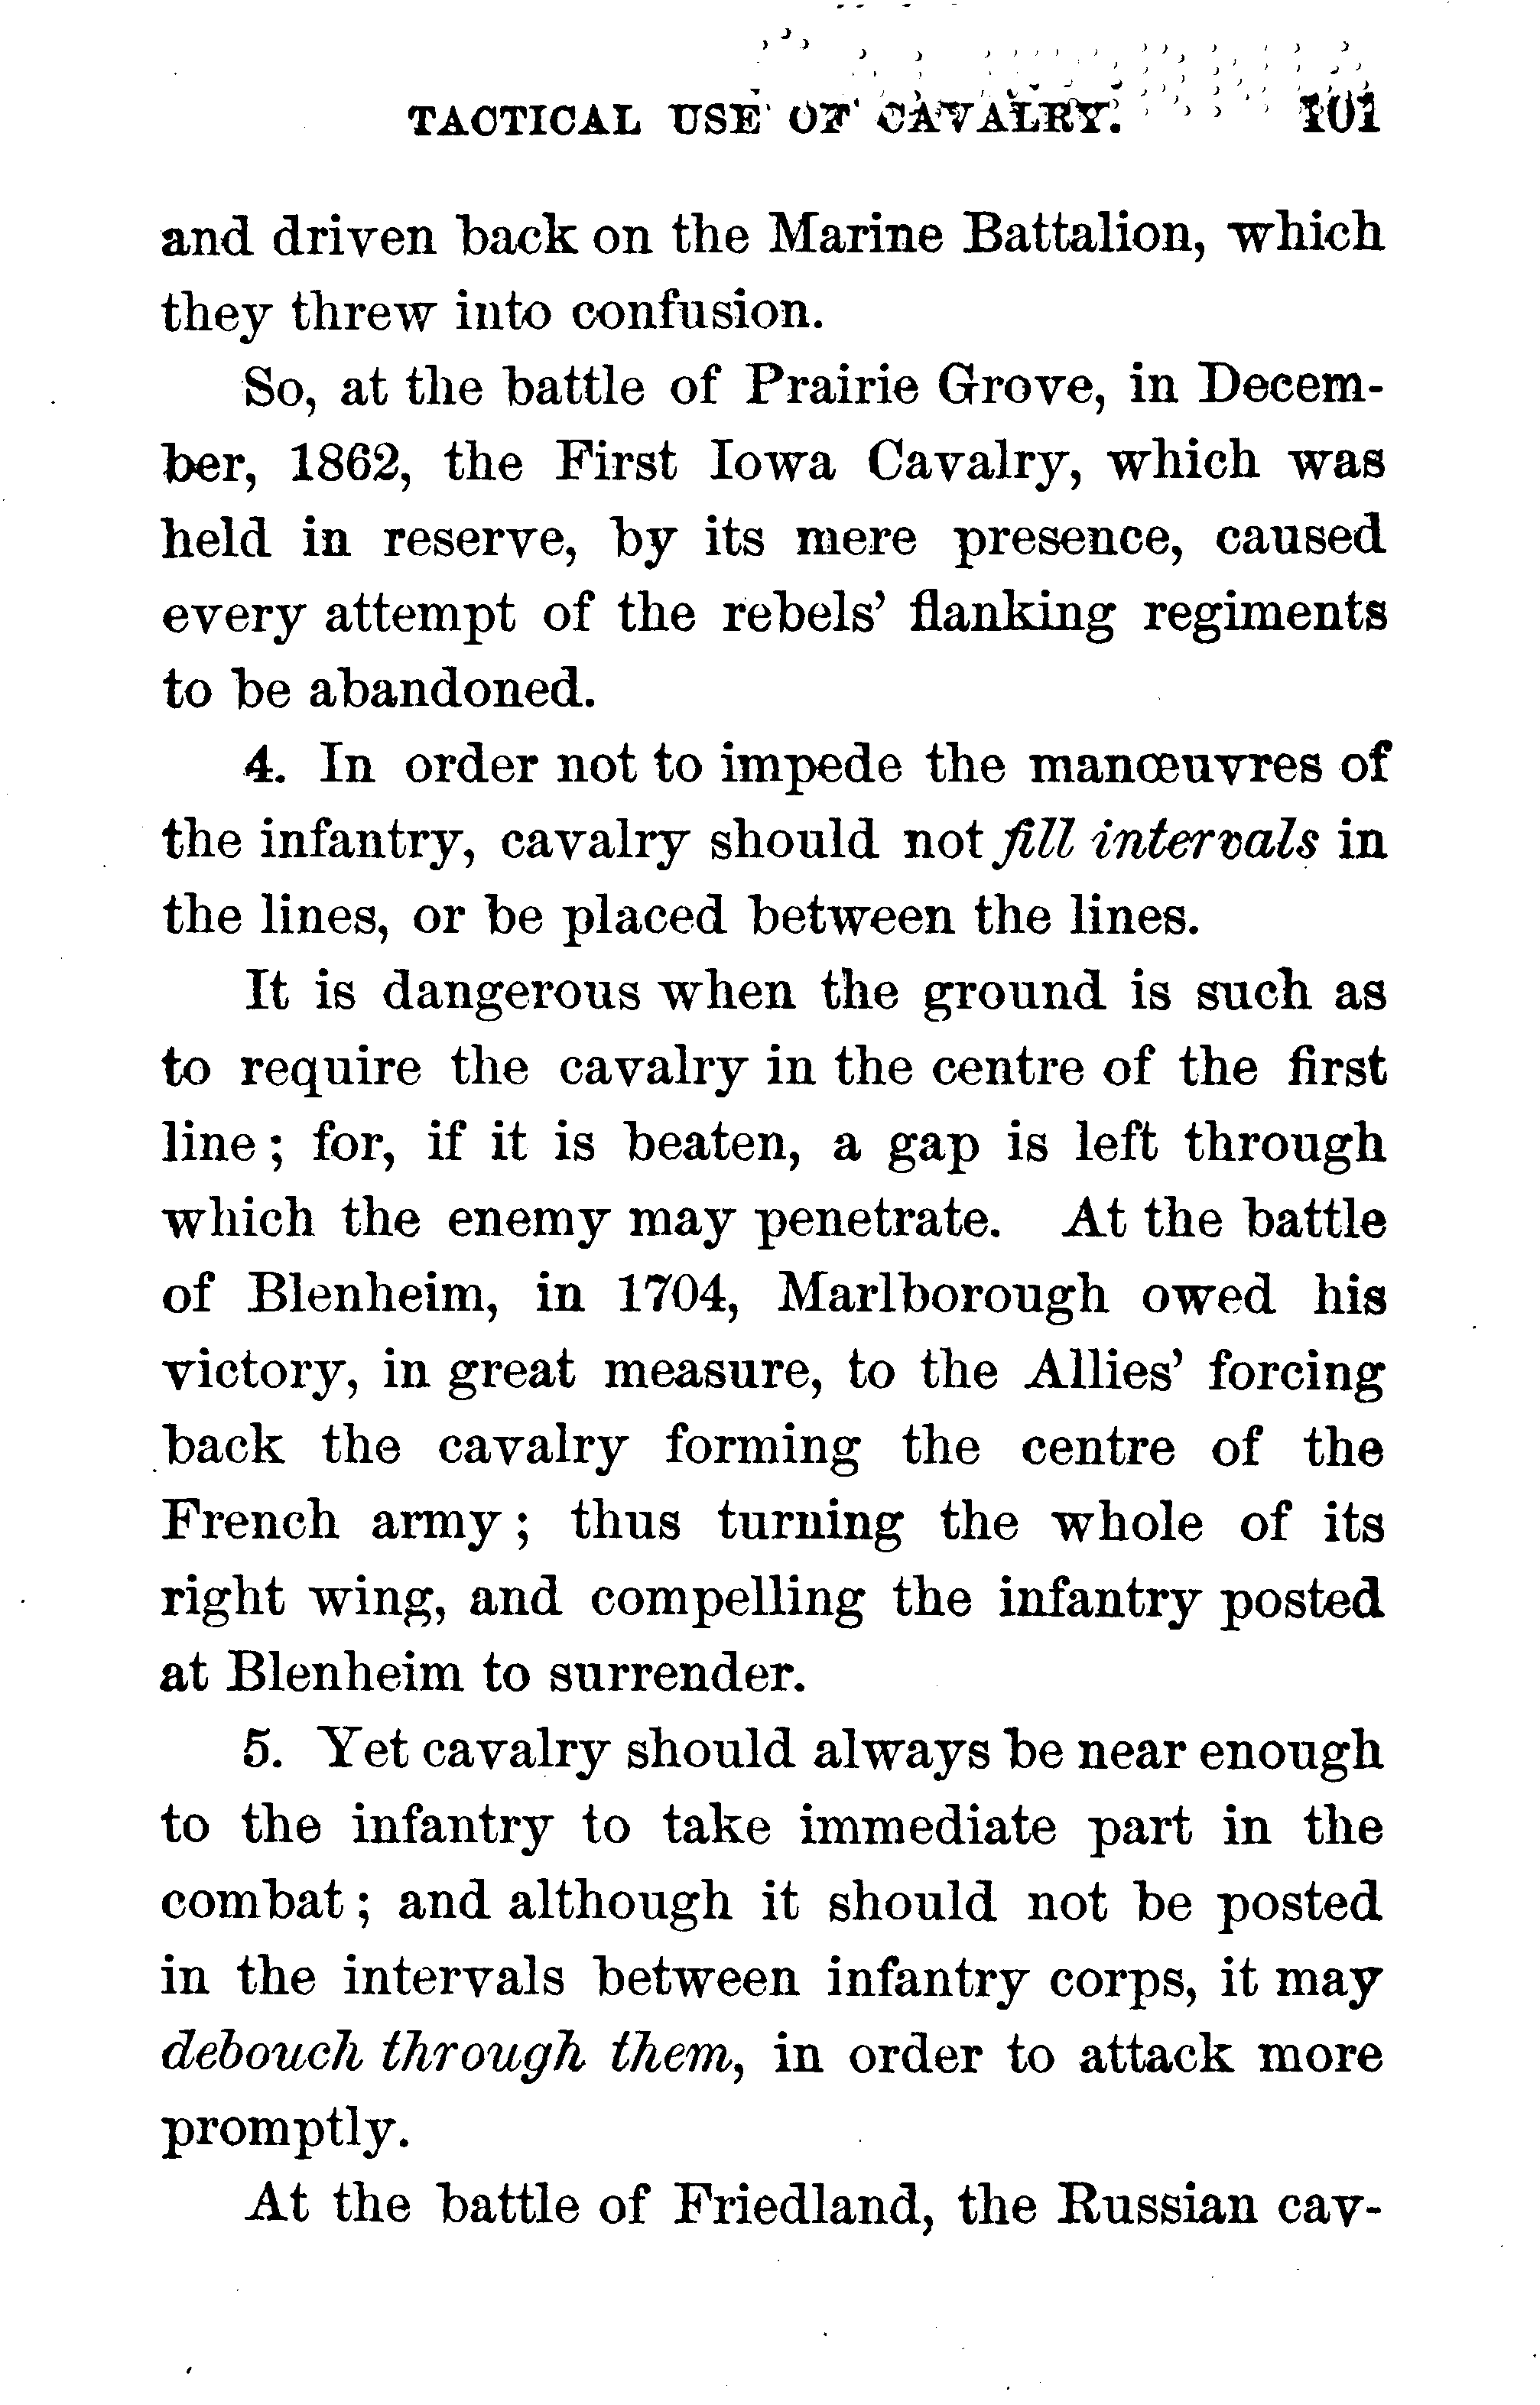 TACTICAL USE OF CAVALRY. 101
and driven back on the Marine Battalion, which
they threw into confusion.
So, at the battle of Prairie Grove, in Decem-
ber, 1862, the First Iowa Cavalry, which was
held in reserve, by its mere presence, caused
every attempt of the rebels’ flanking regiments
to be abandoned.
4. In order not to impede the manœuvres of
the infantry, cavalry should not fill intervals in
the lines, or be placed between the lines.
It is dangerous when the ground is such as
to require the cavalry in the centre of the first
line; for, if it is beaten, a gap is left through
which the enemy may penetrate. At the battle
of Blenheim, in 1704, Marlborough owed his
victory, in great measure, to the Allies’ forcing
back the cavalry forming the centre of the
French army; thus turning the whole of its
right wing, and compelling the infantry posted
at Blenheim to surrender.
5. Yet cavalry should always be near enough
to the infantry to take immediate part in the
combat; and although it should not be posted
in the intervals between infantry corps, it may
debouch through them, in order to attack more
promptly.
At the battle of Friedland, the Russian cav-